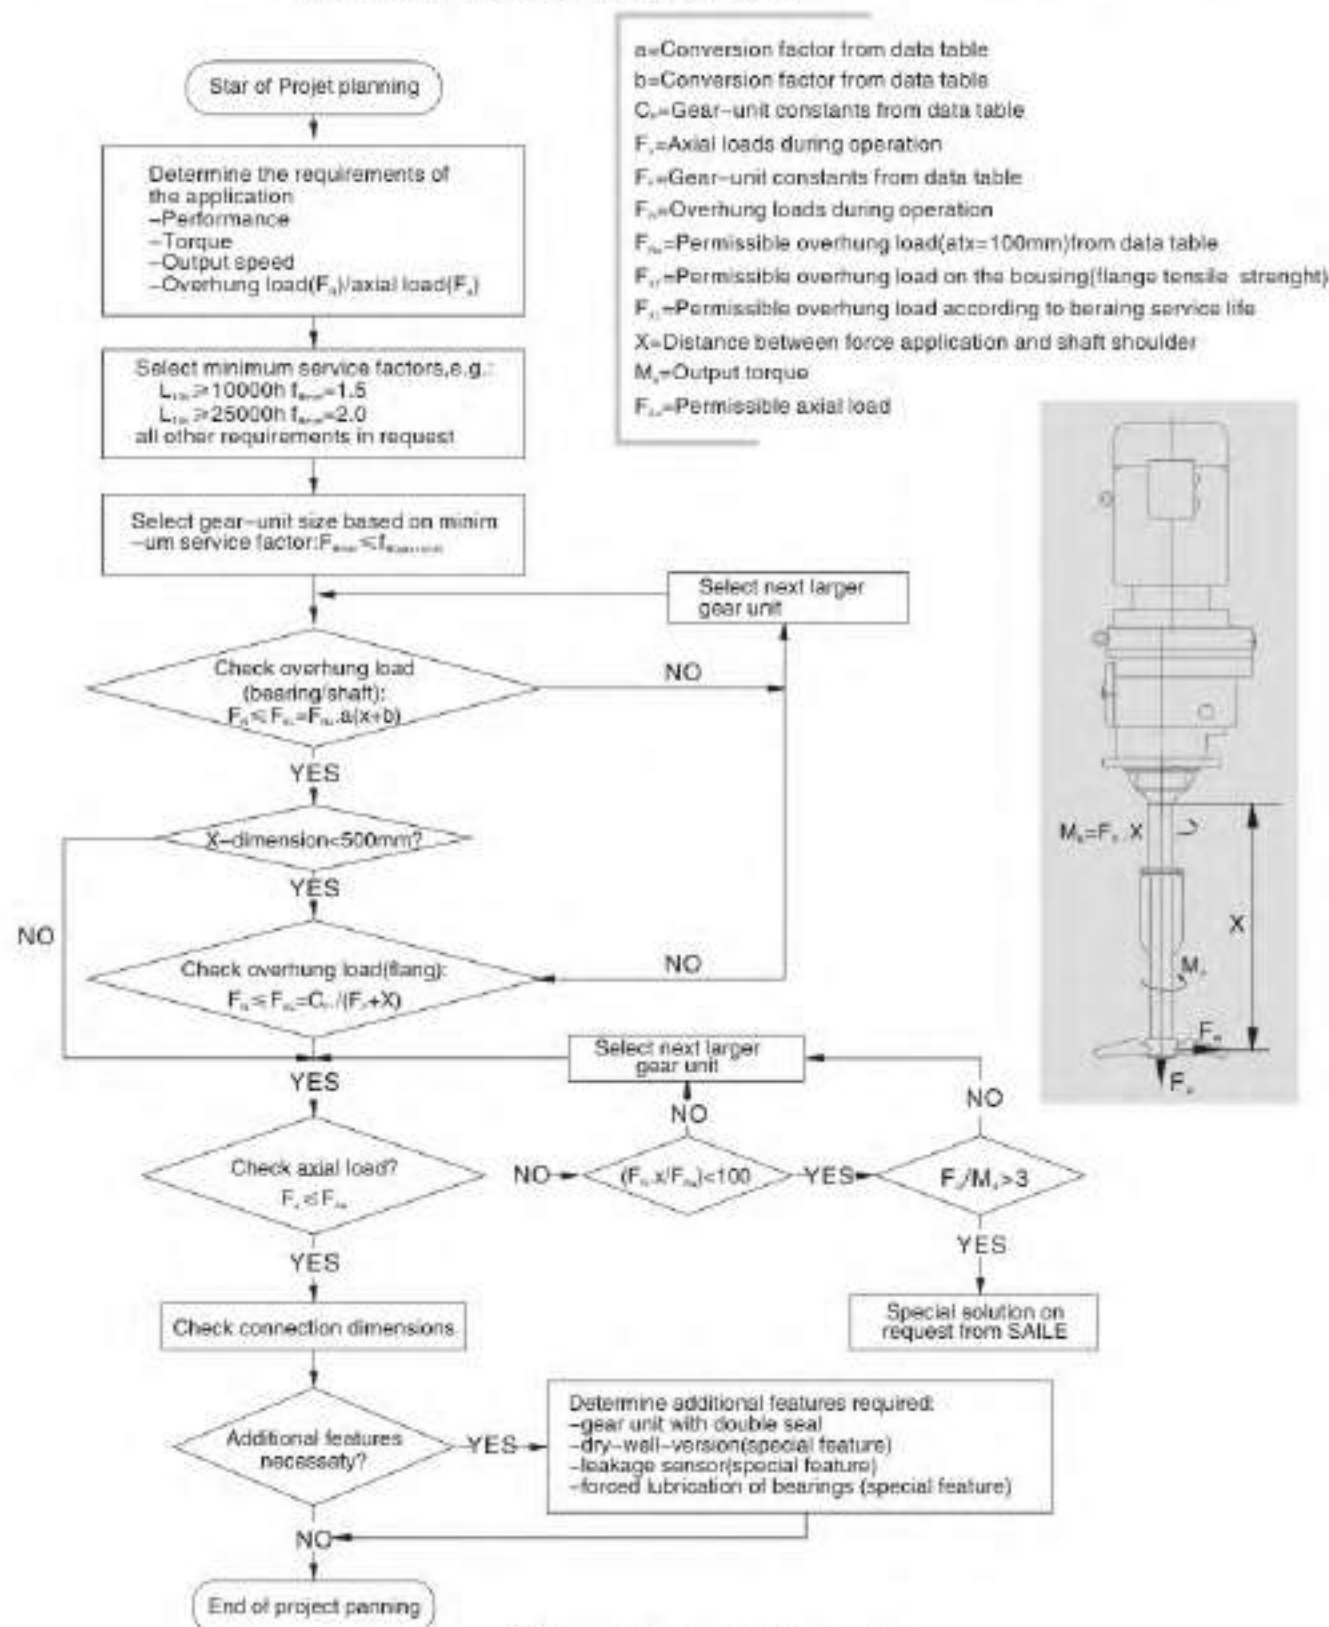 Star of Projet planning
Determine the requirements of
the application
-Performance
-Torque
-Output speed
-Overhung load(F)/axial load(F)
Select minimum service factors,e.g.:
L ≥10000h f =1.5
L ≥25000h f =2.0
all other requirements in request
Select gear-unit size based on minim
-um service factor:F ≤f
Select next larger
gear unit
Check overhung load
(bearing/shaft):
F ≤ F =F .a(x+b)
NO
YES
X-dimension<500mm?
YES
NO
Check overhung load(flang):
F ≤ F =C /(F +X)
NO
Select next larger
gear unit
YES
NO
NO
Check axial load?
F ≤F
NO
(F .x/F )<100
YES
F /M >3
YES
YES
Check connection dimensions
Special solution on
request from SAILE
Additional features
necessaty?
YES
Determine additional features required:
-gear unit with double seal
-dry-well-version(special feature)
-leakage sensor(special feature)
-forced lubrication of bearings (special feature)
NO
End of project panning
a=Conversion factor from data table
b=Conversion factor from data table
C =Gear-unit constants from data table
F =Axial loads during operation
F =Gear-unit constants from data table
F =Overhung loads during operation
F =Permissible overhung load(atx=100mm)from data table
F =Permissible overhung load on the bousing(flange tensile strenght)
F =Permissible overhung load according to beraing service life
X=Distance between force application and shaft shoulder
M =Output torque
F =Permissible axial load
M =F . X
X
M
F
F